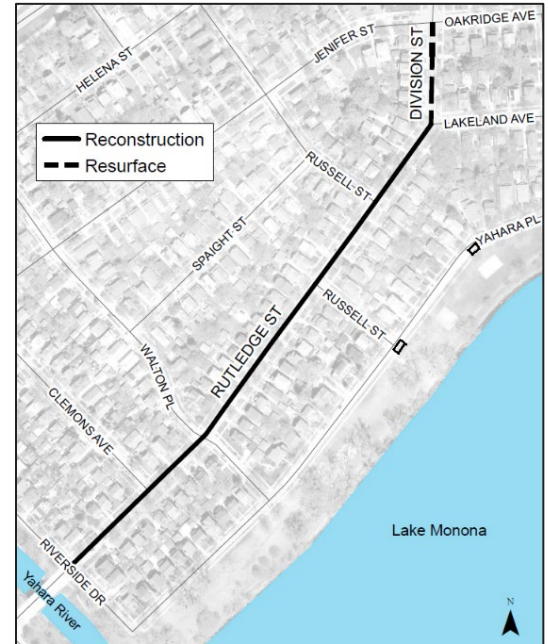 OAKRIDGE AVE
JENIFER ST
HELENA ST
DIVISION ST
LAKELAND AVE
Reconstruction
Resurface
RUSSELL ST
SPAIGHT ST
YAHARA PL
RUSSELL ST
RUTLEDGE ST
WALTON PL
CLEMONS AVE
Lake Monona
RIVERSIDE DR
Yahara River
N